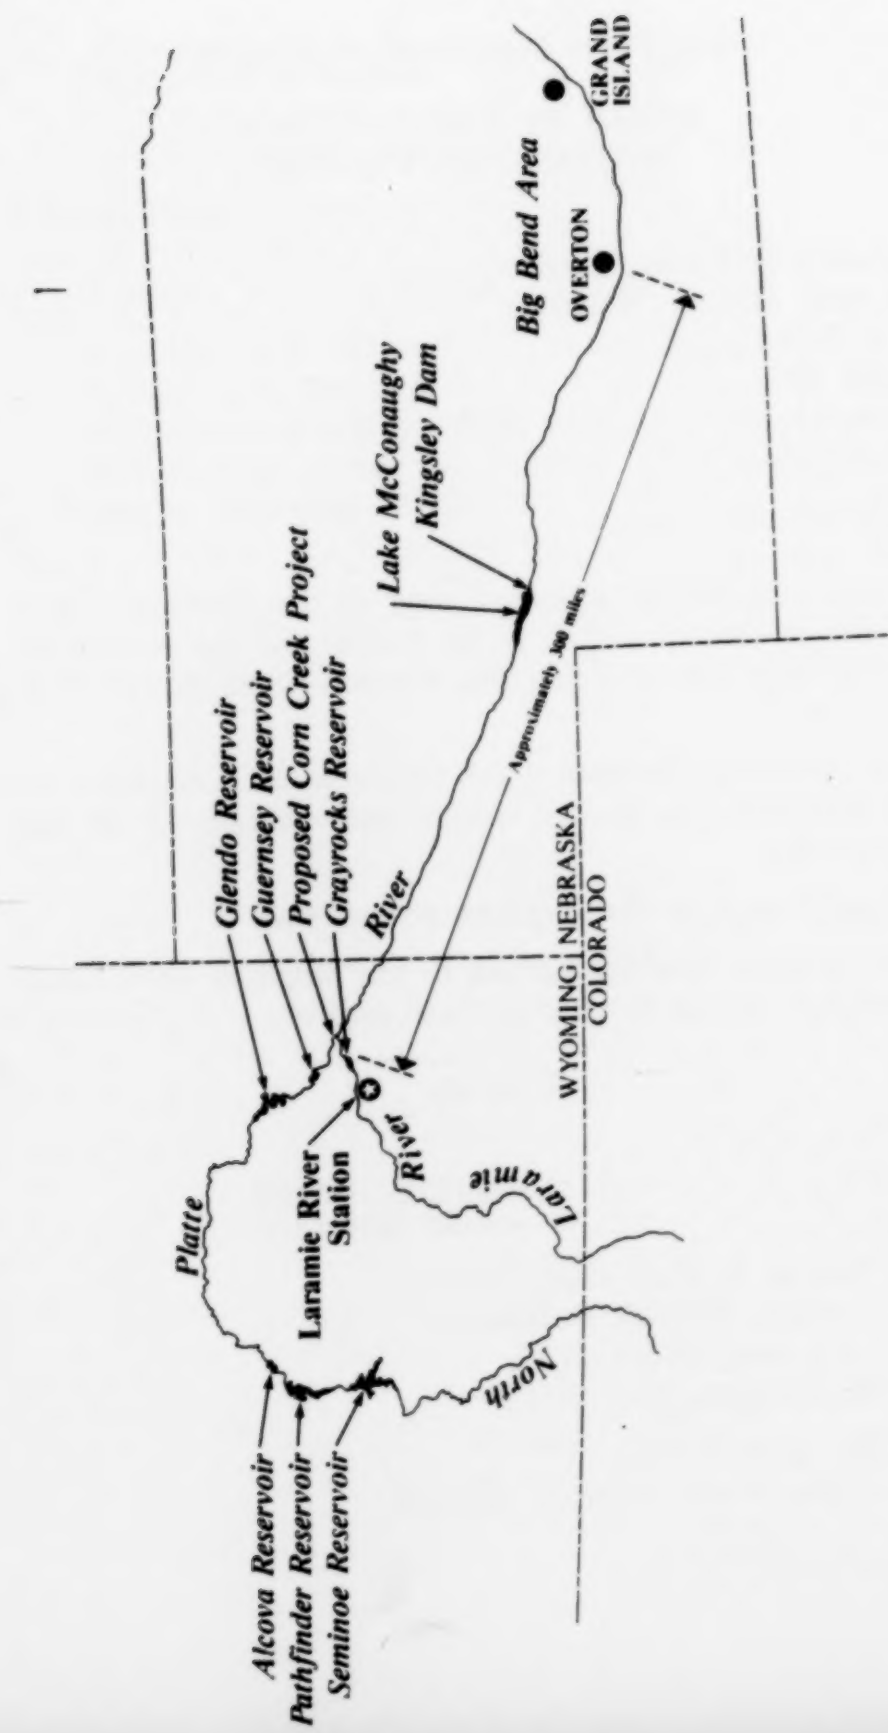 Alcova Reservoir
Pathfinder Reservoir
Seminoe Reservoir
Platte
North
Laramie River
Station
Laramie
River
Glendo Reservoir
Guernsey Reservoir
Proposed Corn Creek Project
Grayrocks Reservoir
River
Lake McConaughy
Kingsley Dam
Big Bend Area
OVERTON
GRAND
ISLAND
Approximately 300 miles
WYOMING NEBRASKA
COLORADO